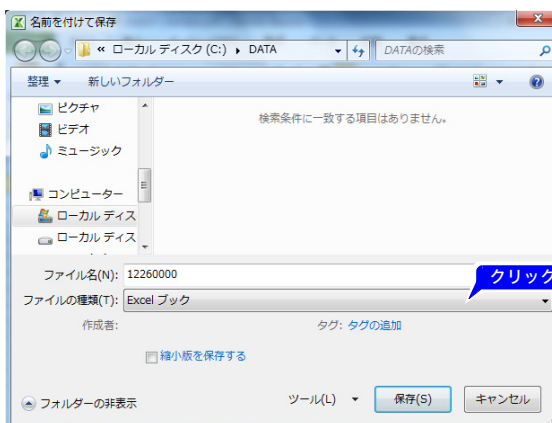 名前を付けて保存
« ローカル ディスク (C:) ▸ DATA DATAの検索
整理 ▼ 新しいフォルダー
ピクチャ
検索条件に一致する項目はありません。
ビデオ
ミュージック
コンピューター
ローカル ディス
ローカル ディス
ファイル名(N): 12260000
クリック
ファイルの種類(T): Excel ブック
作成者: タグ: タグの追加
縮小版を保存する
フォルダーの非表示 ツール(L) ▼ 保存(S) キャンセル